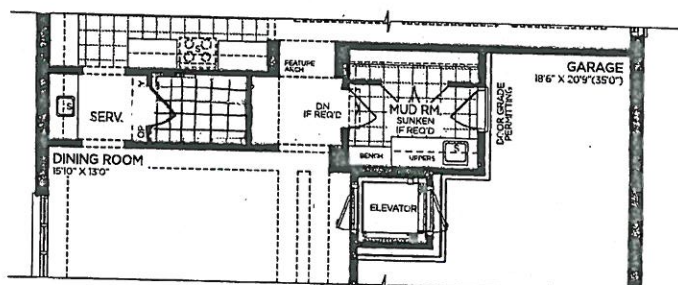 S
FEATURE
ARCH
GARAGE
18'6" X 20'9"(35'0")
SERV.
DN
IF REQ'D
MUD RM.
SUNKEN
IF REQ'D
DOOR GRADE
PERMITTING
BENCH
UPPERS
S
DINING ROOM
15'10" X 13'0"
ELEVATOR